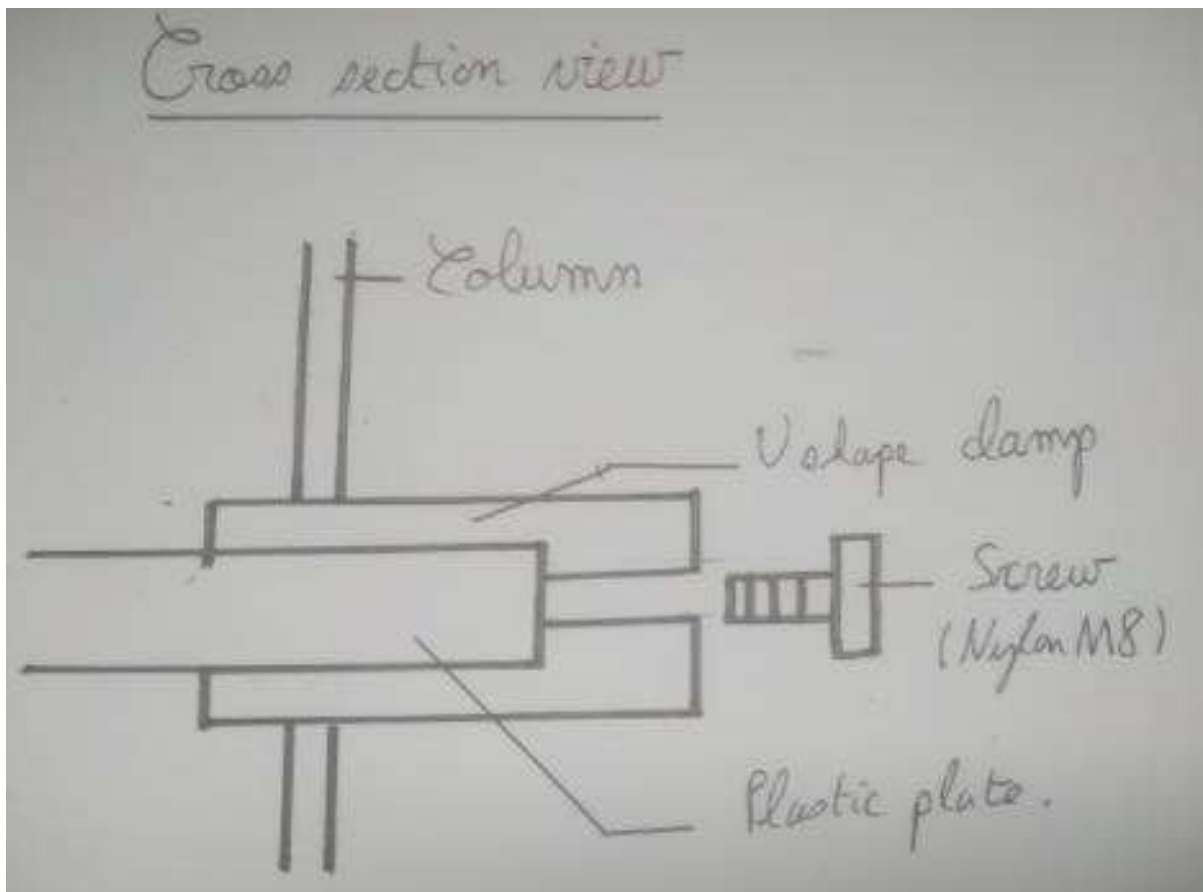 Cross section view
Column
V shape clamp
Screw
(Nylon M8)
Plastic plate.